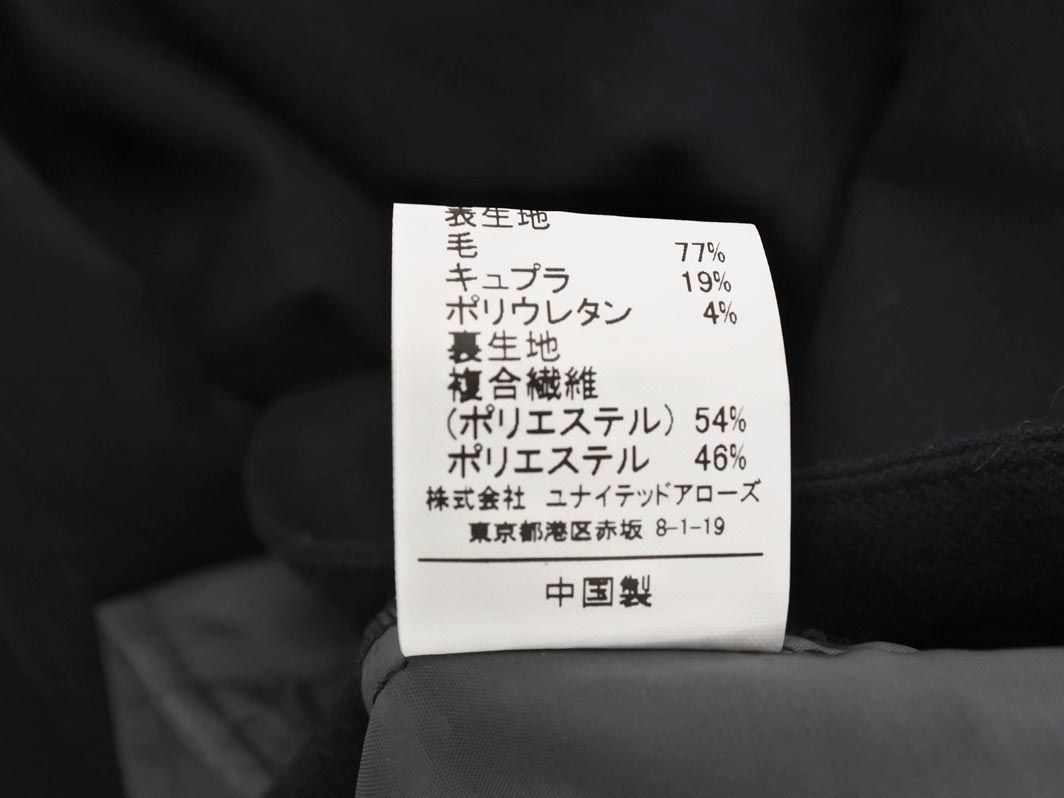 表生地
毛 77%
キュプラ 19%
ポリウレタン 4%
裏生地
複合繊維
(ポリエステル) 54%
ポリエステル 46%
株式会社 ユナイテッドアローズ
東京都港区赤坂 8-1-19
中国製